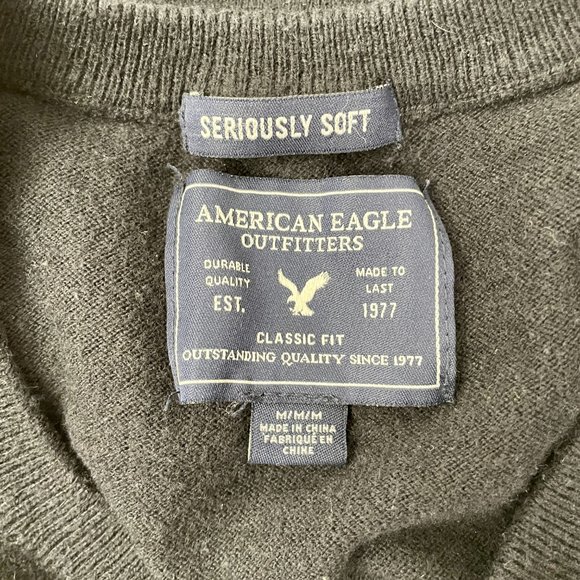 SERIOUSLY SOFT
AMERICAN EAGLE
OUTFITTERS
DURABLE
QUALITY
EST.
MADE TO
LAST
1977
CLASSIC FIT
OUTSTANDING QUALITY SINCE 1977
M/M/M
MADE IN CHINA
FABRIQUÉ EN
CHINE